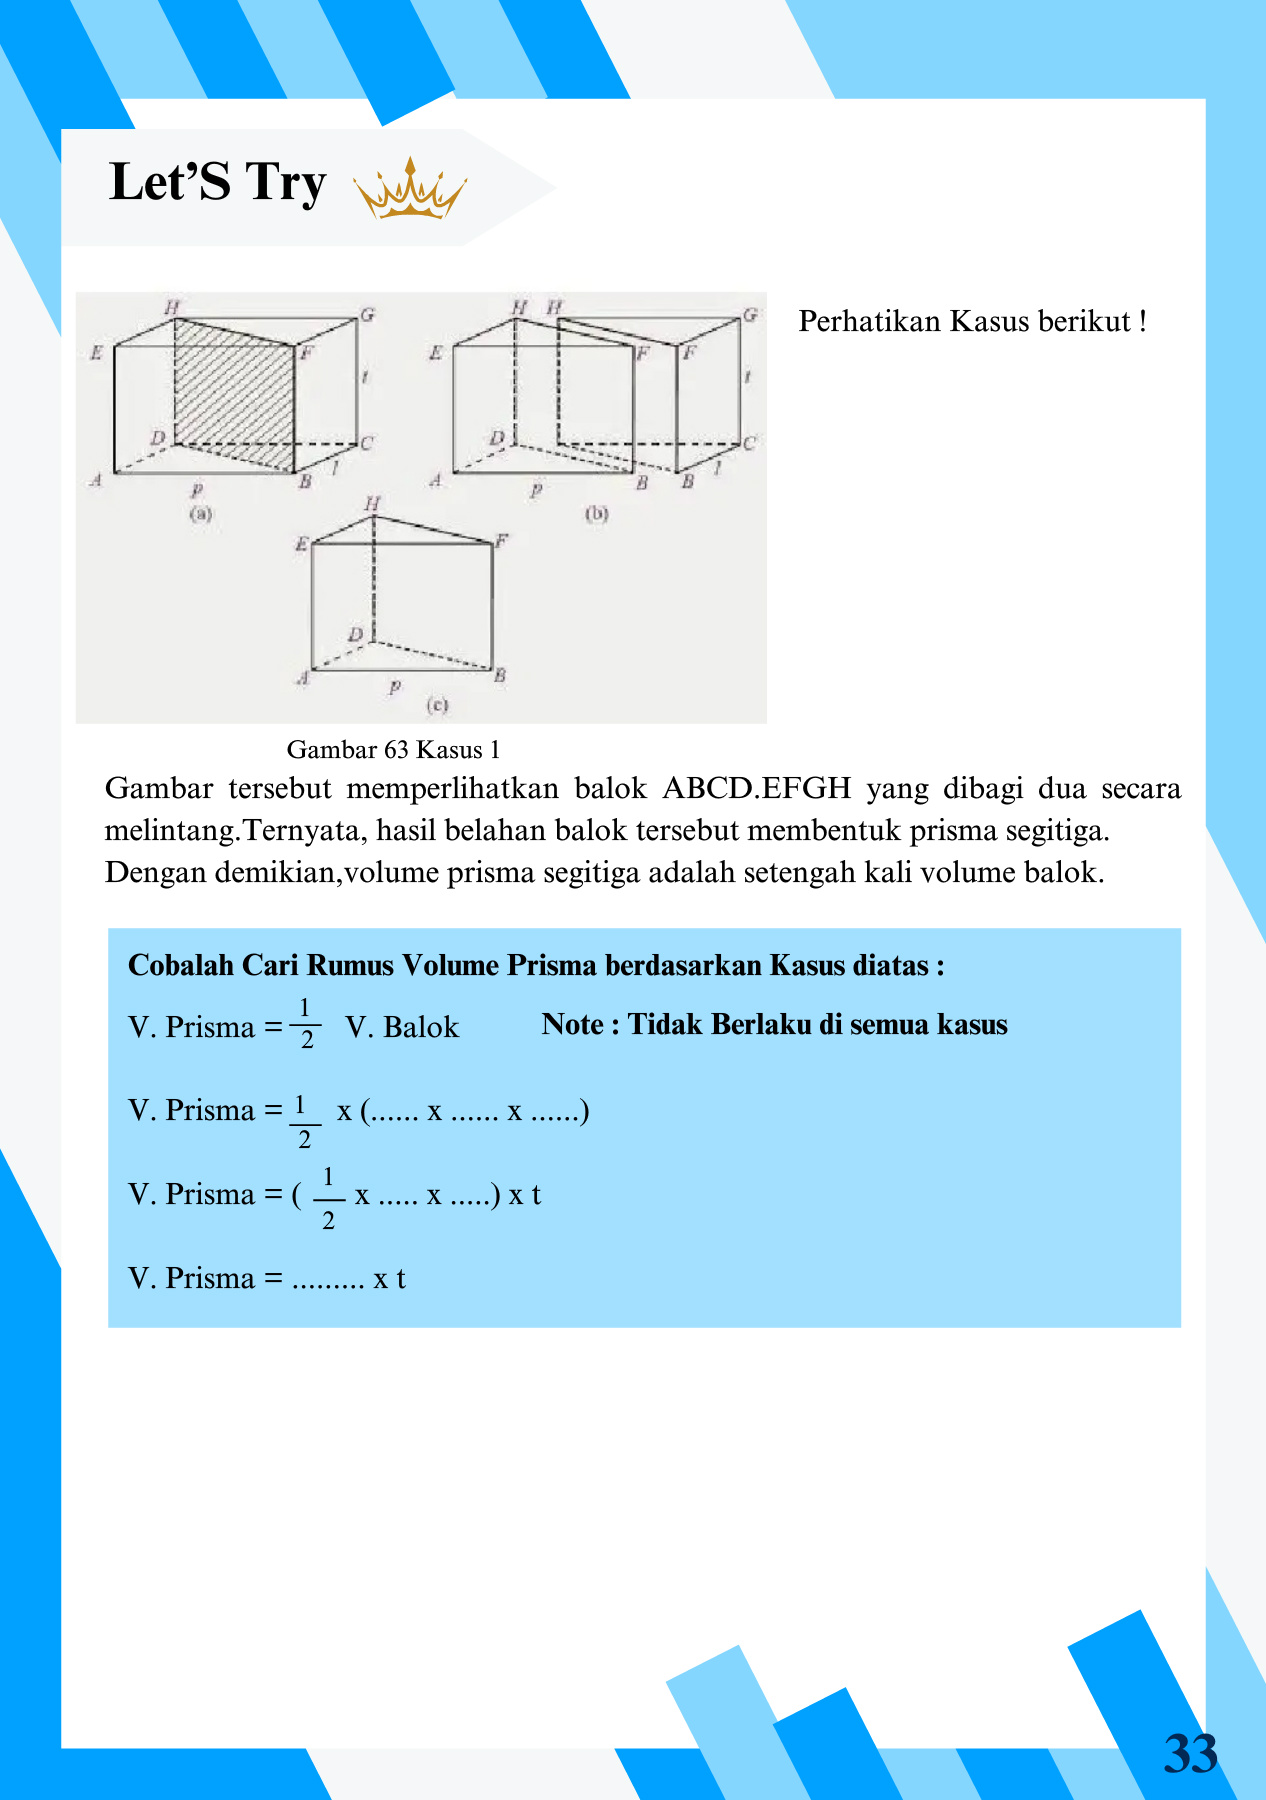 Let’S Try
Perhatikan Kasus berikut !
H
G
E
F
t
D
C
A
B
l
p
(a)
H H
G
E
F F
t
D
C
A
B B
l
p
(b)
H
E
F
D
A
B
p
(c)
Gambar 63 Kasus 1
Gambar tersebut memperlihatkan balok ABCD.EFGH yang dibagi dua secara
melintang.Ternyata, hasil belahan balok tersebut membentuk prisma segitiga.
Dengan demikian,volume prisma segitiga adalah setengah kali volume balok.
Cobalah Cari Rumus Volume Prisma berdasarkan Kasus diatas :
V. Prisma = 1/2 V. Balok Note : Tidak Berlaku di semua kasus
V. Prisma = 1/2 x (...... x ...... x ......)
V. Prisma = ( 1/2 x ..... x .....) x t
V. Prisma = ......... x t
33